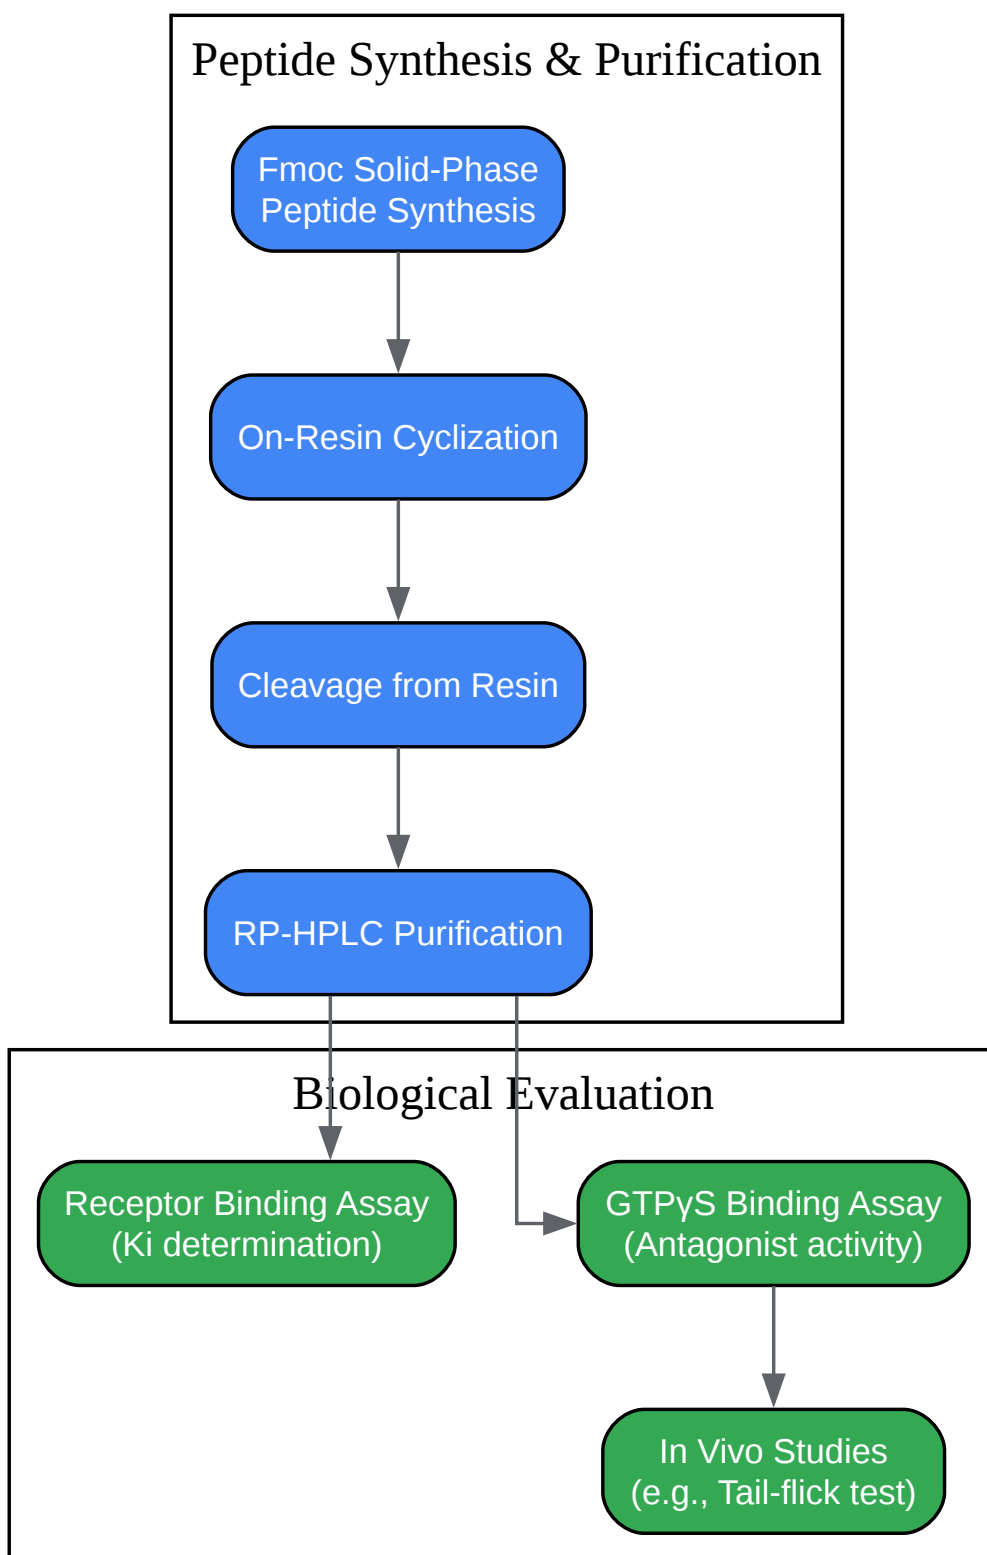 Peptide Synthesis & Purification
Fmoc Solid-Phase
Peptide Synthesis
On-Resin Cyclization
Cleavage from Resin
RP-HPLC Purification
Biological Evaluation
Receptor Binding Assay
(Ki determination)
GTPγS Binding Assay
(Antagonist activity)
In Vivo Studies
(e.g., Tail-flick test)